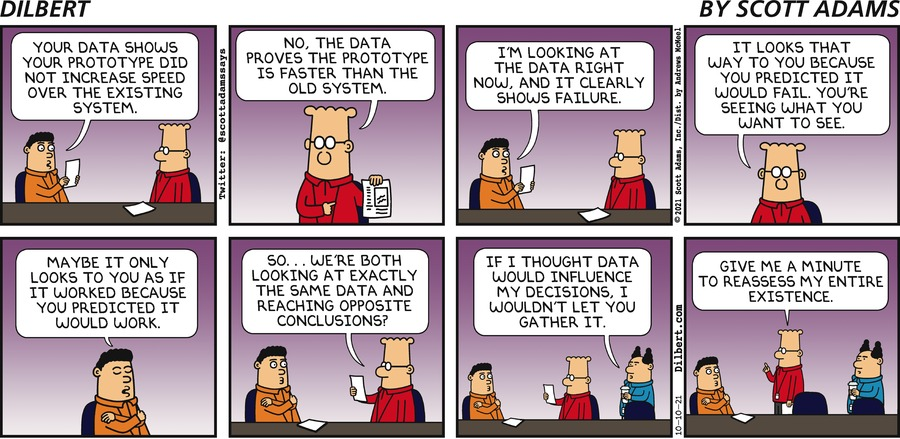 DILBERT
BY SCOTT ADAMS
YOUR DATA SHOWS
YOUR PROTOTYPE DID
NOT INCREASE SPEED
OVER THE EXISTING
SYSTEM.
Twitter: @scottadamssays
NO, THE DATA
PROVES THE PROTOTYPE
IS FASTER THAN THE
OLD SYSTEM.
I'M LOOKING AT
THE DATA RIGHT
NOW, AND IT CLEARLY
SHOWS FAILURE.
© 2021 Scott Adams, Inc./Dist. by Andrews McMeel
IT LOOKS THAT
WAY TO YOU BECAUSE
YOU PREDICTED IT
WOULD FAIL. YOU'RE
SEEING WHAT YOU
WANT TO SEE.
MAYBE IT ONLY
LOOKS TO YOU AS IF
IT WORKED BECAUSE
YOU PREDICTED IT
WOULD WORK.
SO... WE'RE BOTH
LOOKING AT EXACTLY
THE SAME DATA AND
REACHING OPPOSITE
CONCLUSIONS?
IF I THOUGHT DATA
WOULD INFLUENCE
MY DECISIONS, I
WOULDN'T LET YOU
GATHER IT.
10-10-21 Dilbert.com
GIVE ME A MINUTE
TO REASSESS MY ENTIRE
EXISTENCE.